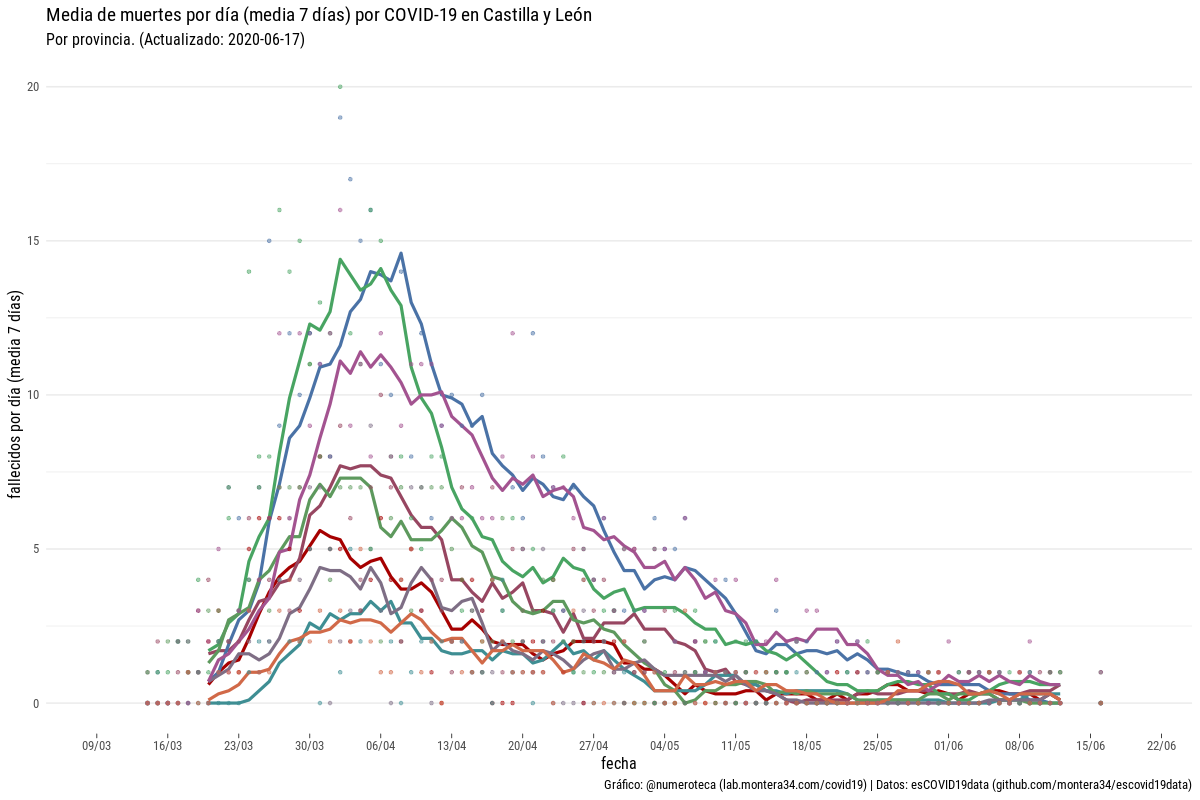 Media de muertes por día (media 7 días) por COVID-19 en Castilla y León
Por provincia. (Actualizado: 2020-06-17)
fallecidos por día (media 7 días)
20
15
10
5
0
09/03 16/03 23/03 30/03 06/04 13/04 20/04 27/04 04/05 11/05 18/05 25/05 01/06 08/06 15/06 22/06
fecha
Gráfico: @numeroteca (lab.montera34.com/covid19) | Datos: esCOVID19data (github.com/montera34/escovid19data)